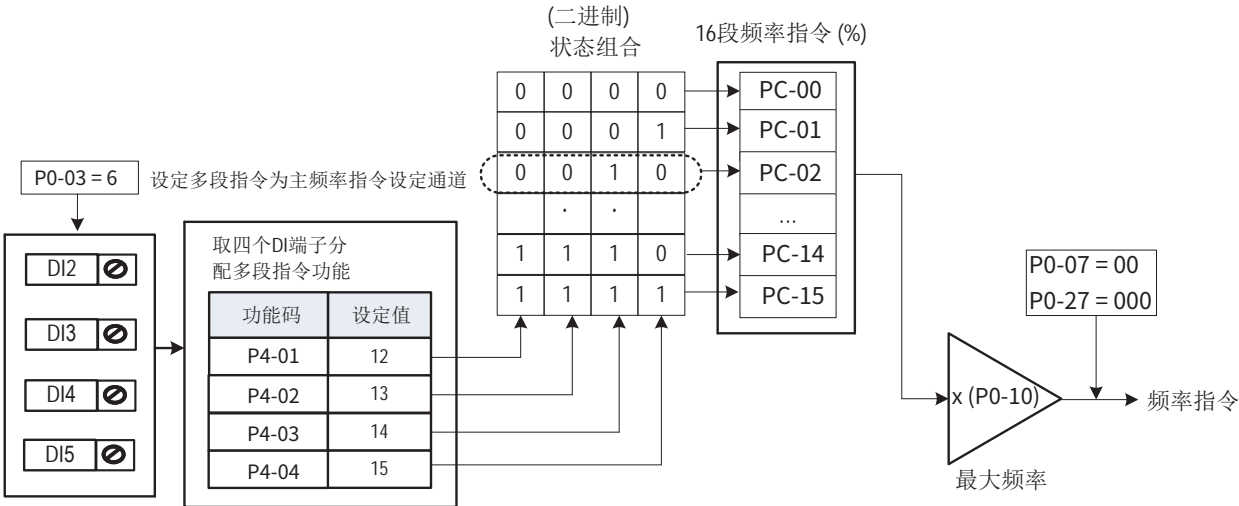 (二进制)
状态组合
16段频率指令 (%)
0 0 0 0
PC-00
0 0 0 1
PC-01
P0-03 = 6
设定多段指令为主频率指令设定通道
0 0 1 0
PC-02
· ·
...
1 1 1 0
PC-14
1 1 1 1
PC-15
DI2
DI3
DI4
DI5
取四个DI端子分
配多段指令功能
功能码 设定值
P4-01 12
P4-02 13
P4-03 14
P4-04 15
P0-07 = 00
P0-27 = 000
x (P0-10)
频率指令
最大频率